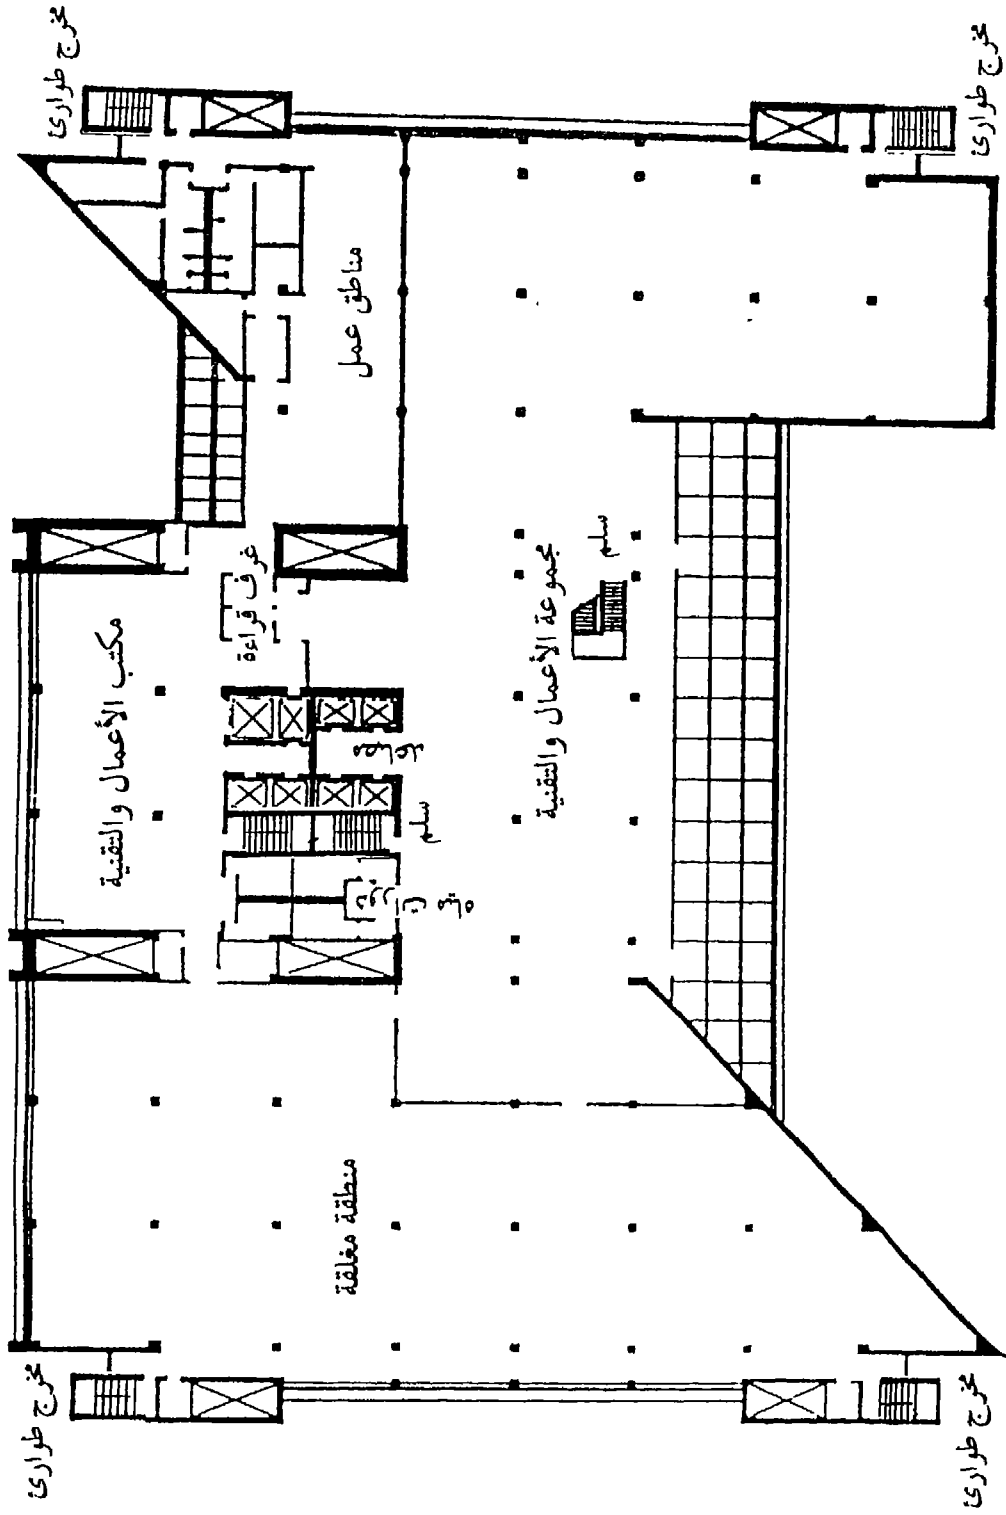 مخرج طوارئ
مخرج طوارئ
مناطق عمل
غرف
قراءة
مكتب الأعمال والتقنية
مجموعة الأعمال والتقنية
سلم
سلم
منطقة مغلقة
مخرج طوارئ
مخرج طوارئ